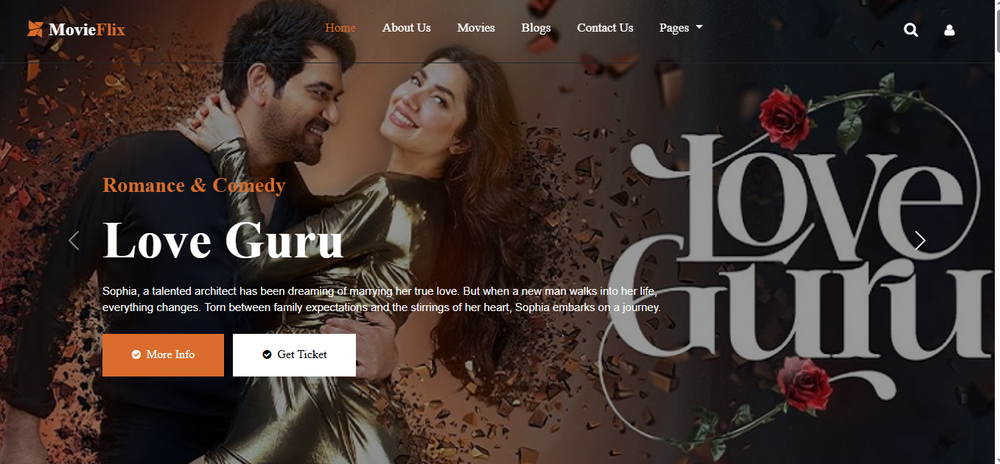 MovieFlix
Home About Us Movies Blogs Contact Us Pages
Romance & Comedy
Love Guru
Sophia, a talented architect has been dreaming of marrying her true love. But when a new man walks into her life,
everything changes. Torn between family expectations and the stirrings of her heart, Sophia embarks on a journey.
More Info Get Ticket
Love
Guru